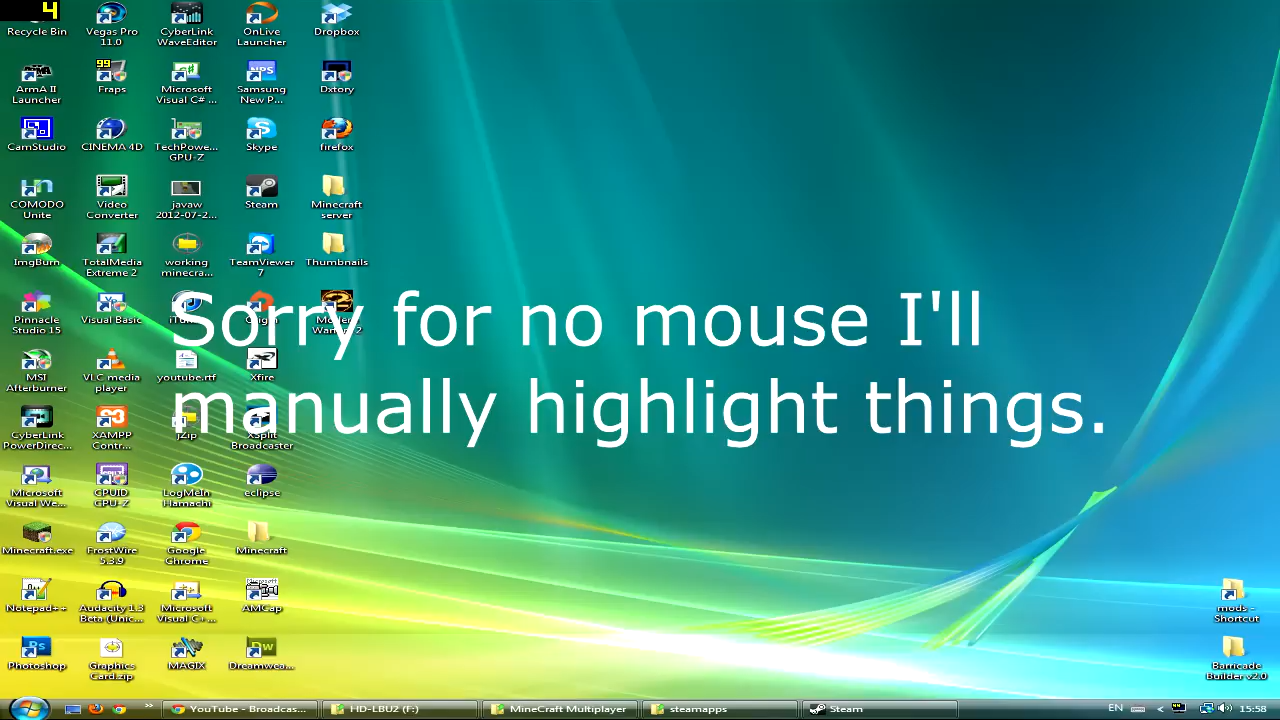 4
Recycle Bin
Vegas Pro
11.0
CyberLink
WaveEditor
OnLive
Launcher
Dropbox
ArmA II
Launcher
99
Fraps
Microsoft
Visual C# ...
Samsung
New P...
Dxtory
CamStudio
CINEMA 4D
TechPowe...
GPU-Z
Skype
firefox
COMODO
Unite
Video
Converter
javaw
2012-07-2...
Steam
Minecraft
server
ImgBurn
TotalMedia
Extreme 2
working
minecra...
TeamViewer
7
Thumbnails
Pinnacle
Studio 15
Visual Basic
Sorry for no mouse I'll
manually highlight things.
MSI
Afterburner
VLC media
player
youtube.rtf
Xfire
CyberLink
PowerDirec...
XAMPP
Contr...
jZip
XSplit
Broadcaster
Microsoft
Visual We...
CPUID
CPU-Z
LogMeIn
Hamachi
eclipse
Minecraft.exe
FrostWire
5.3.9
Google
Chrome
Minecraft
Notepad++
Audacity 1.3
Beta (Unic...
Microsoft
Visual C+...
AMCap
mods -
Shortcut
Photoshop
Graphics
Card.zip
MAGIX
Dreamwea...
Barricade
Builder v2.0
YouTube - Broadcas...
HD-LBU2 (F:)
MineCraft Multiplayer
steamapps
Steam
EN
15:58